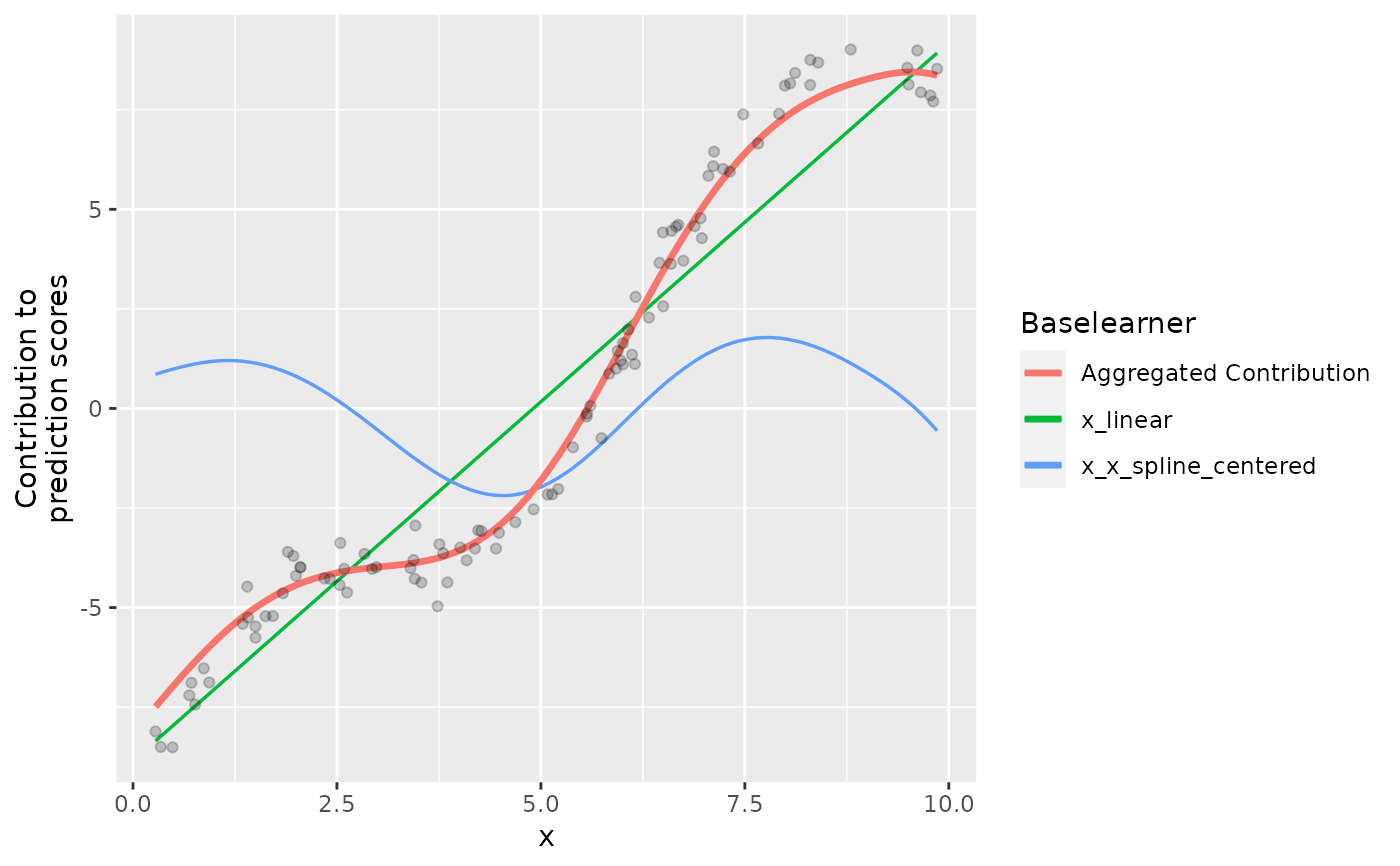 Contribution to
prediction scores
5
0
-5
0.0
2.5
5.0
7.5
10.0
x
Baselearner
Aggregated Contribution
x_linear
x_x_spline_centered